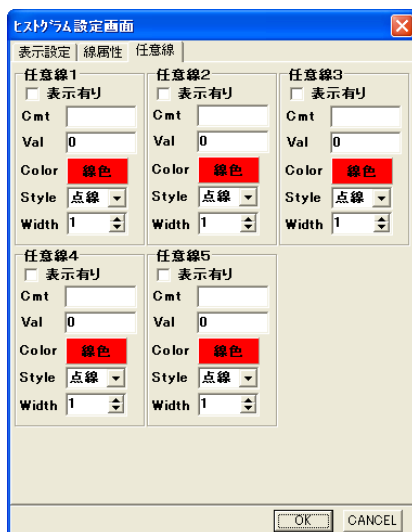 ﾋｽﾄｸﾞﾗﾑ設定画面
表示設定 線属性 任意線
任意線1 任意線2 任意線3
表示有り 表示有り 表示有り
Cmt Cmt Cmt
Val 0 Val 0 Val 0
Color 線色 Color 線色 Color 線色
Style 点線 Style 点線 Style 点線
Width 1 Width 1 Width 1
任意線4 任意線5
表示有り 表示有り
Cmt Cmt
Val 0 Val 0
Color 線色 Color 線色
Style 点線 Style 点線
Width 1 Width 1
OK CANCEL